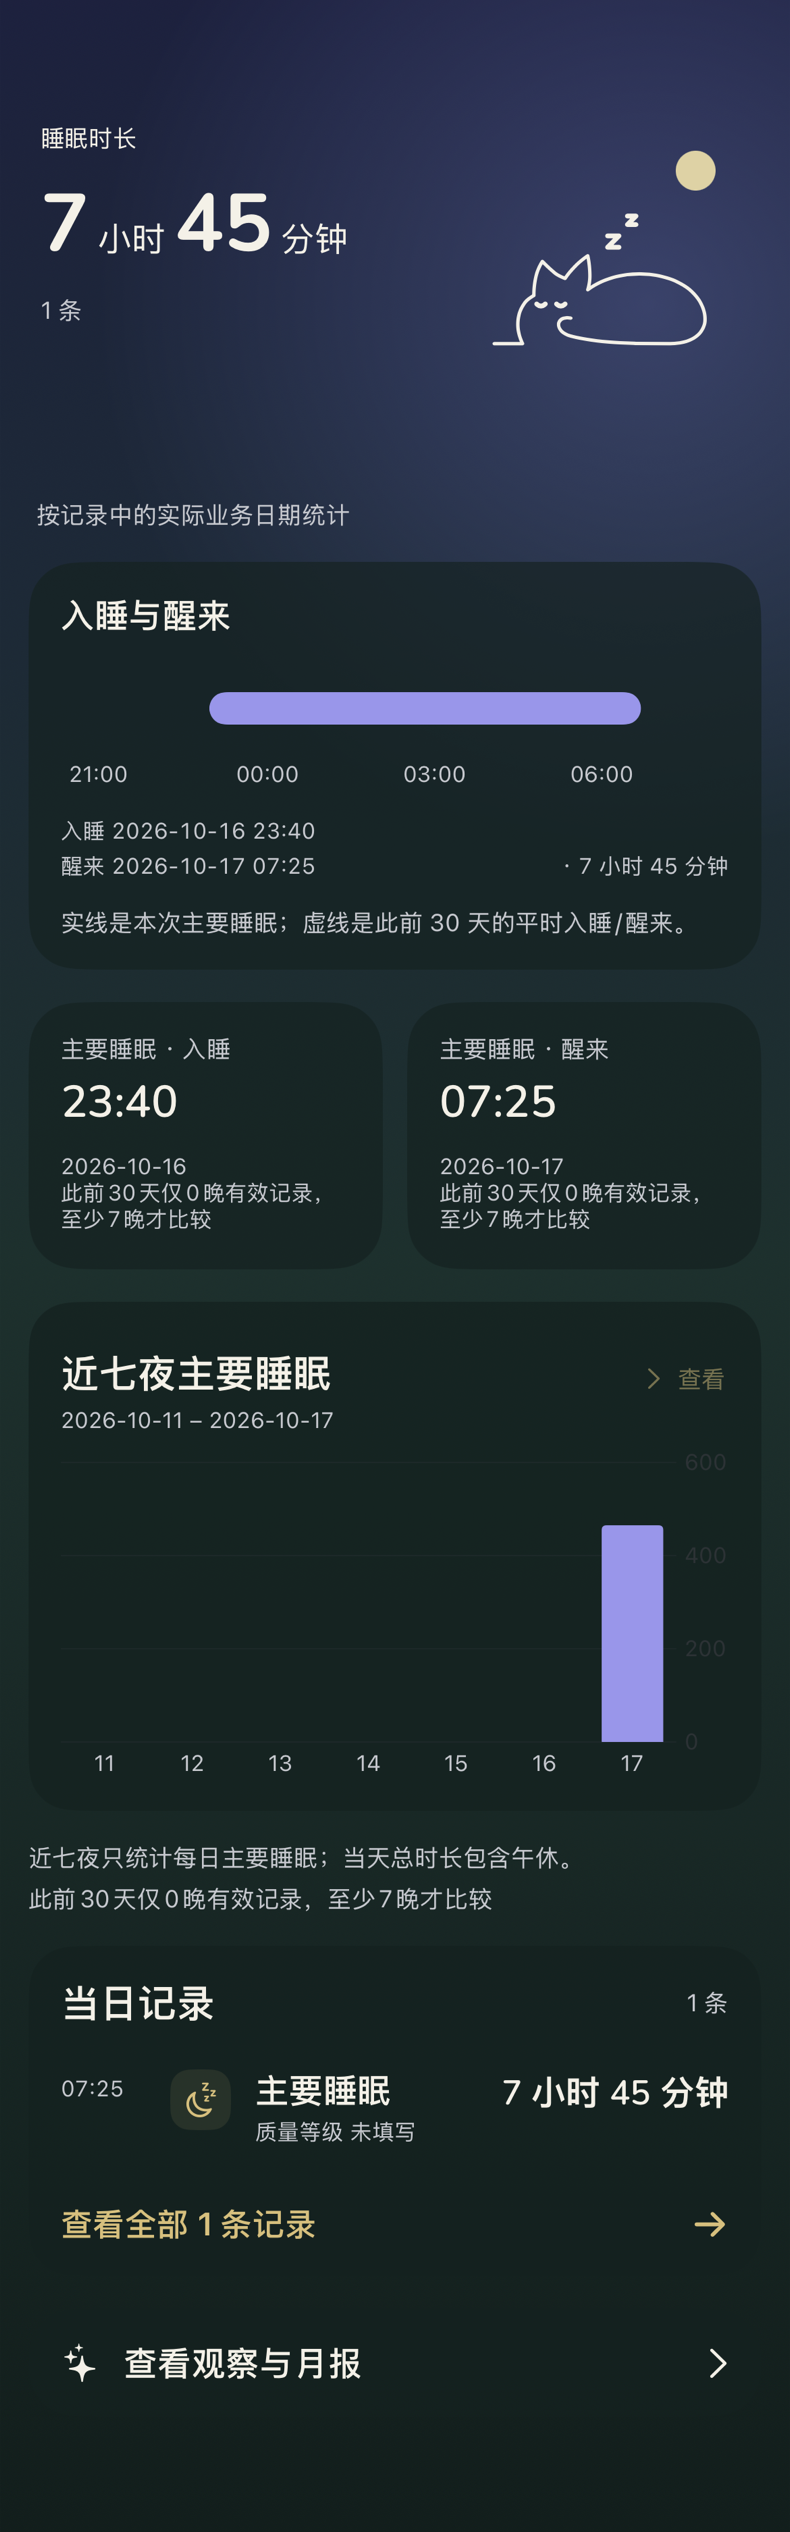 睡眠时长
7 小时 45 分钟
1 条
z z
按记录中的实际业务日期统计
入睡与醒来
21:00 00:00 03:00 06:00
入睡 2026-10-16 23:40
醒来 2026-10-17 07:25 · 7 小时 45 分钟
实线是本次主要睡眠；虚线是此前 30 天的平时入睡/醒来。
主要睡眠 · 入睡
23:40
2026-10-16
此前30天仅0晚有效记录，
至少7晚才比较
主要睡眠 · 醒来
07:25
2026-10-17
此前30天仅0晚有效记录，
至少7晚才比较
近七夜主要睡眠
查看
2026-10-11 – 2026-10-17
600
400
200
0
11 12 13 14 15 16 17
近七夜只统计每日主要睡眠；当天总时长包含午休。
此前30天仅0晚有效记录，至少7晚才比较
当日记录 1 条
07:25 主要睡眠 7 小时 45 分钟
质量等级 未填写
查看全部 1 条记录
查看观察与月报